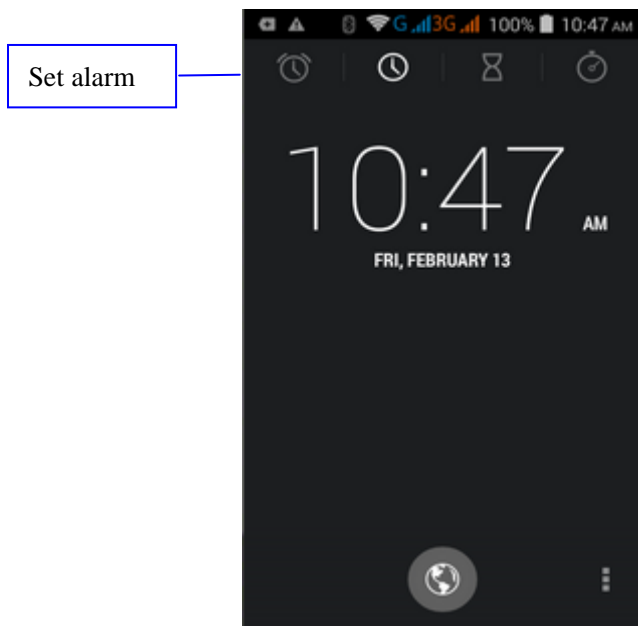 G 3G 100% 10:47 AM
Set alarm
10:47 AM
FRI, FEBRUARY 13